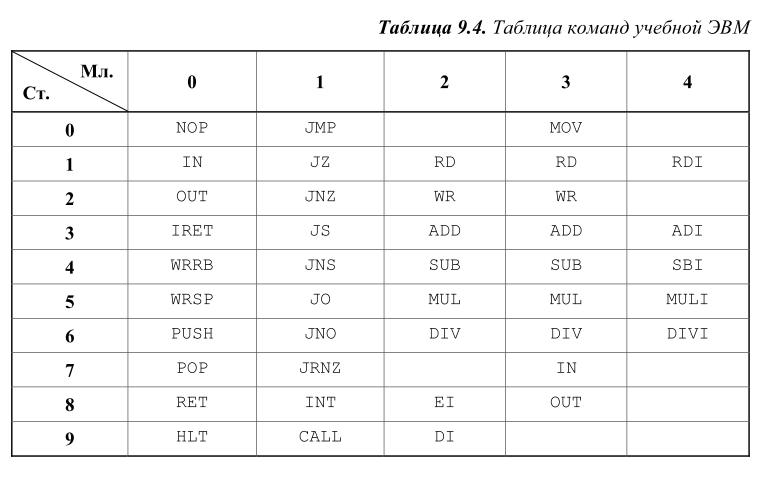 Таблица 9.4. Таблица команд учебной ЭВМ
Мл. 0 1 2 3 4
Ст.
0 NOP JMP MOV
1 IN JZ RD RD RDI
2 OUT JNZ WR WR
3 IRET JS ADD ADD ADI
4 WRRB JNS SUB SUB SBI
5 WRSP JO MUL MUL MULI
6 PUSH JNO DIV DIV DIVI
7 POP JRNZ IN
8 RET INT EI OUT
9 HLT CALL DI